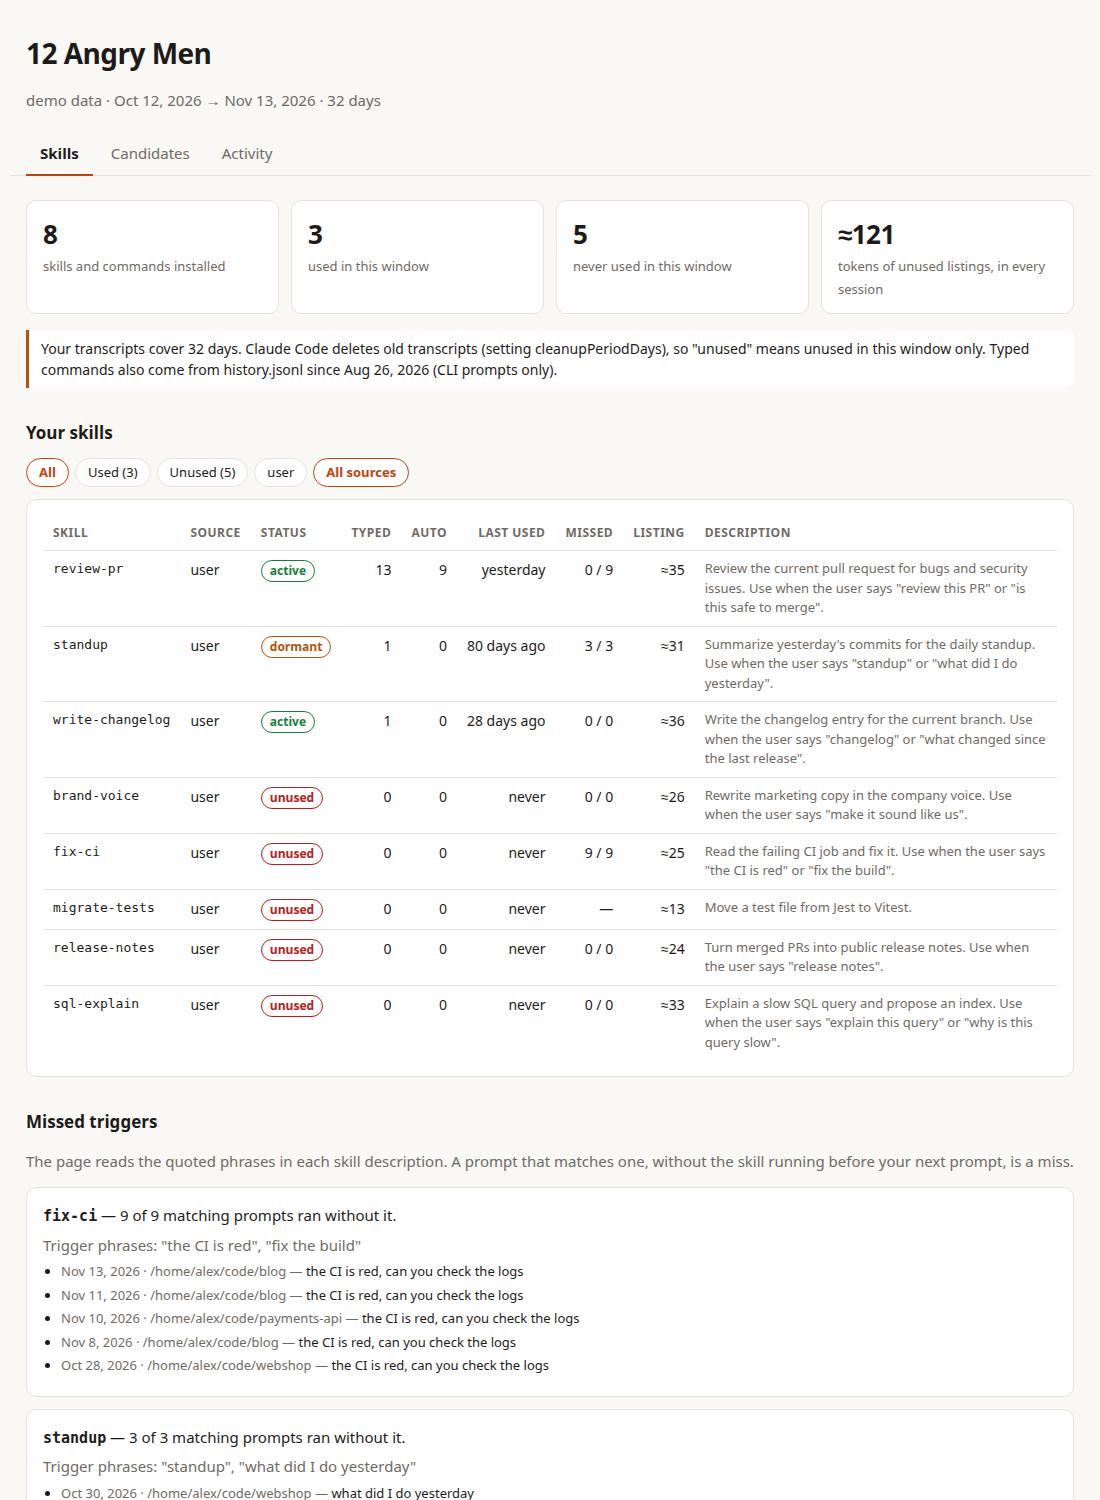 12 Angry Men
demo data · Oct 12, 2026 → Nov 13, 2026 · 32 days
Skills Candidates Activity
8
skills and commands installed
3
used in this window
5
never used in this window
≈121
tokens of unused listings, in every
session
Your transcripts cover 32 days. Claude Code deletes old transcripts (setting cleanupPeriodDays), so "unused" means unused in this window only. Typed
commands also come from history.jsonl since Aug 26, 2026 (CLI prompts only).
Your skills
All Used (3) Unused (5) user All sources
SKILL SOURCE STATUS TYPED AUTO LAST USED MISSED LISTING DESCRIPTION
review-pr user active 13 9 yesterday 0 / 9 ≈35 Review the current pull request for bugs and security
issues. Use when the user says "review this PR" or "is
this safe to merge".
standup user dormant 1 0 80 days ago 3 / 3 ≈31 Summarize yesterday's commits for the daily standup.
Use when the user says "standup" or "what did I do
yesterday".
write-changelog user active 1 0 28 days ago 0 / 0 ≈36 Write the changelog entry for the current branch. Use
when the user says "changelog" or "what changed since
the last release".
brand-voice user unused 0 0 never 0 / 0 ≈26 Rewrite marketing copy in the company voice. Use
when the user says "make it sound like us".
fix-ci user unused 0 0 never 9 / 9 ≈25 Read the failing CI job and fix it. Use when the user says
"the CI is red" or "fix the build".
migrate-tests user unused 0 0 never — ≈13 Move a test file from Jest to Vitest.
release-notes user unused 0 0 never 0 / 0 ≈24 Turn merged PRs into public release notes. Use when
the user says "release notes".
sql-explain user unused 0 0 never 0 / 0 ≈33 Explain a slow SQL query and propose an index. Use
when the user says "explain this query" or "why is this
query slow".
Missed triggers
The page reads the quoted phrases in each skill description. A prompt that matches one, without the skill running before your next prompt, is a miss.
fix-ci — 9 of 9 matching prompts ran without it.
Trigger phrases: "the CI is red", "fix the build"
• Nov 13, 2026 · /home/alex/code/blog — the CI is red, can you check the logs
• Nov 11, 2026 · /home/alex/code/blog — the CI is red, can you check the logs
• Nov 10, 2026 · /home/alex/code/payments-api — the CI is red, can you check the logs
• Nov 8, 2026 · /home/alex/code/blog — the CI is red, can you check the logs
• Oct 28, 2026 · /home/alex/code/webshop — the CI is red, can you check the logs
standup — 3 of 3 matching prompts ran without it.
Trigger phrases: "standup", "what did I do yesterday"
• Oct 30, 2026 · /home/alex/code/webshop — what did I do yesterday